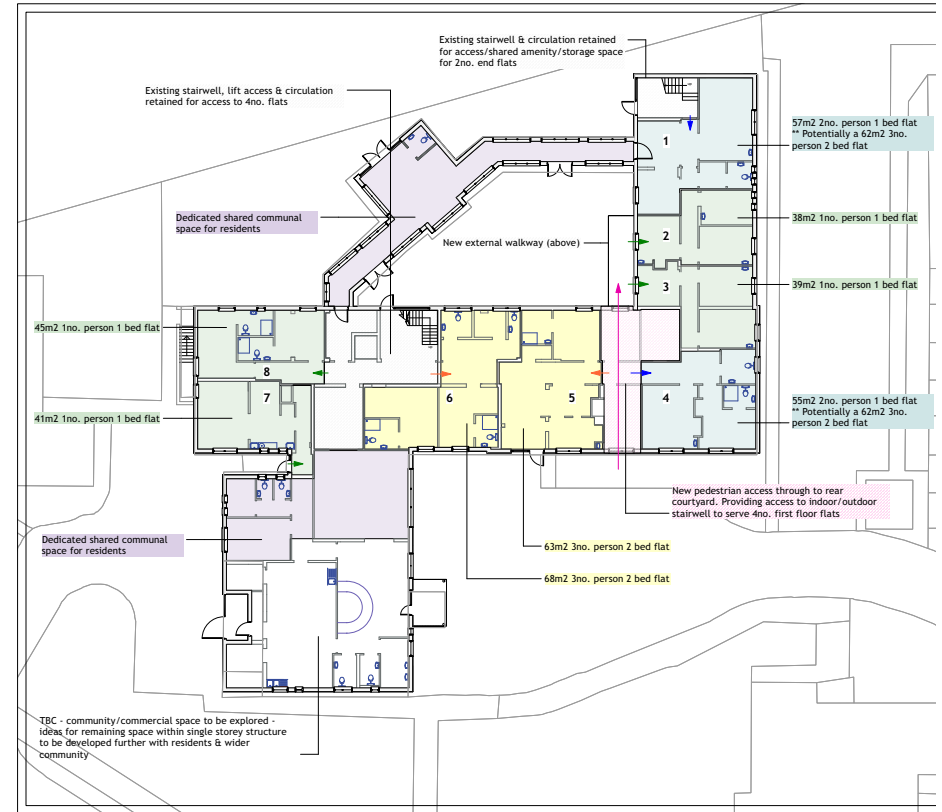 Existing stairwell & circulation retained
for access/shared amenity/storage space
for 2no. end flats
Existing stairwell, lift access & circulation
retained for access to 4no. flats
57m2 2no. person 1 bed flat
** Potentially a 62m2 3no.
person 2 bed flat
1
Dedicated shared communal
space for residents
38m2 1no. person 1 bed flat
New external walkway (above)
2
39m2 1no. person 1 bed flat
3
45m2 1no. person 1 bed flat
8
7
6
5
4
41m2 1no. person 1 bed flat
55m2 2no. person 1 bed flat
** Potentially a 62m2 3no.
person 2 bed flat
New pedestrian access through to rear
courtyard. Providing access to indoor/outdoor
stairwell to serve 4no. first floor flats
Dedicated shared communal
space for residents
63m2 3no. person 2 bed flat
68m2 3no. person 2 bed flat
TBC - community/commercial space to be explored -
ideas for remaining space within single storey structure
to be developed further with residents & wider
community